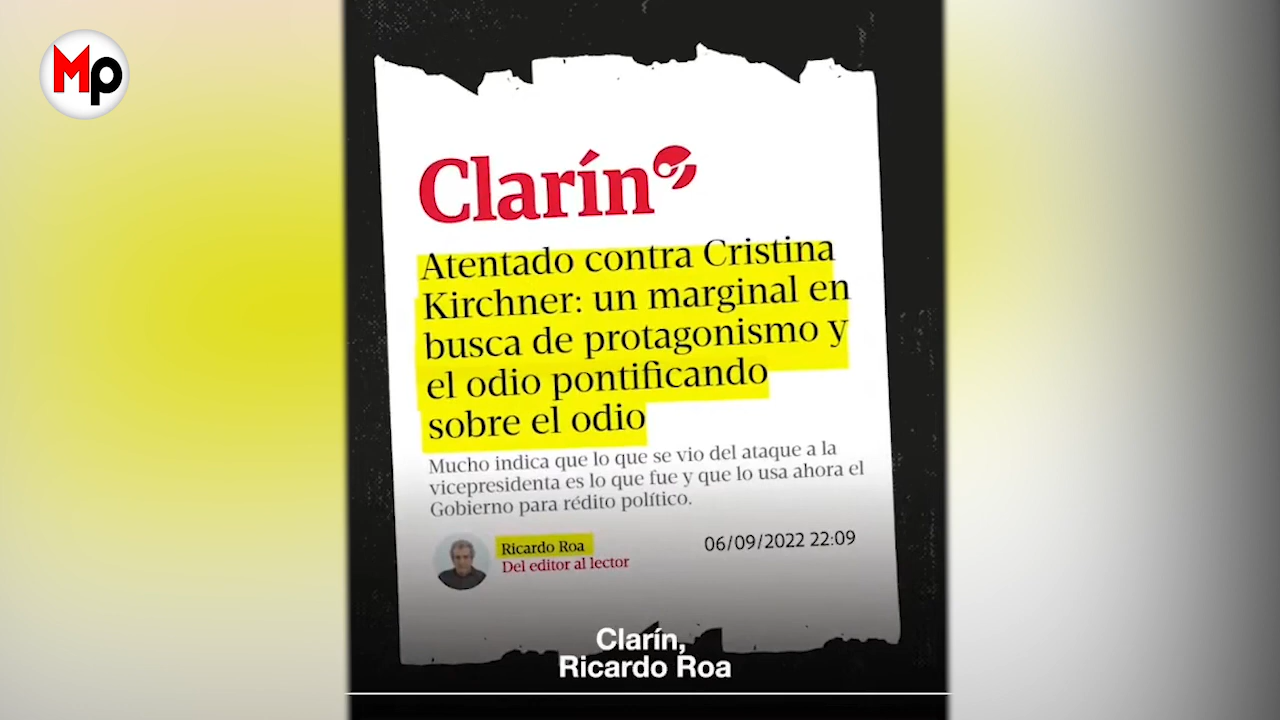 Mp
Clarín
Atentado contra Cristina
Kirchner: un marginal en
busca de protagonismo y
el odio pontificando
sobre el odio
Mucho indica que lo que se vio del ataque a la
vicepresidenta es lo que fue y que lo usa ahora el
Gobierno para rédito político.
Ricardo Roa
Del editor al lector
06/09/2022 22:09
Clarín,
Ricardo Roa